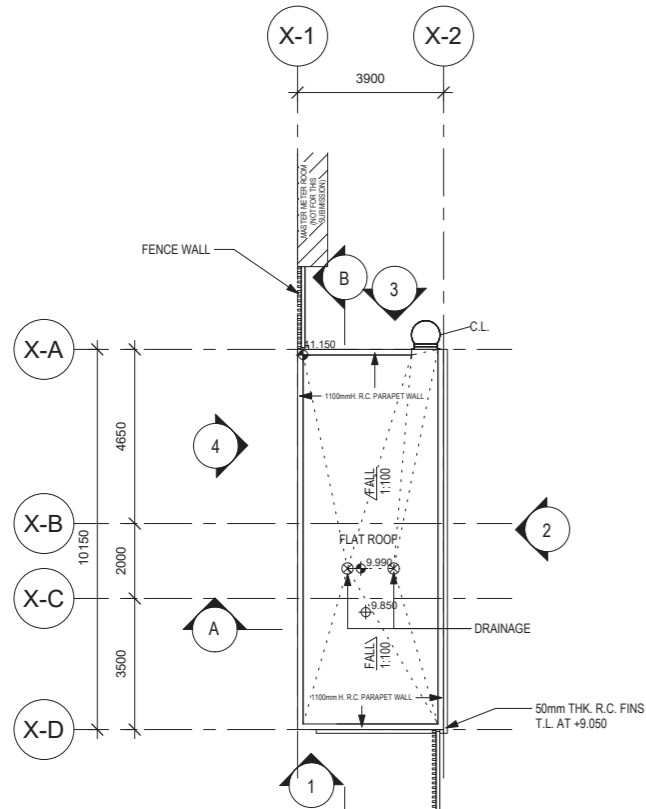 X-1
X-2
3900
MASTER METER ROOM
(NOT FOR THIS
SUBMISSION)
FENCE WALL
B
3
C.L.
X-A
11.150
1100mmH. R.C. PARAPET WALL
4650
4
FALL
1:100
X-B
2
10150
2000
FLAT ROOF
9.990
X-C
9.850
A
DRAINAGE
3500
FALL
1:100
1100mm H. R.C. PARAPET WALL
50mm THK. R.C. FINS
T.L. AT +9.050
X-D
1